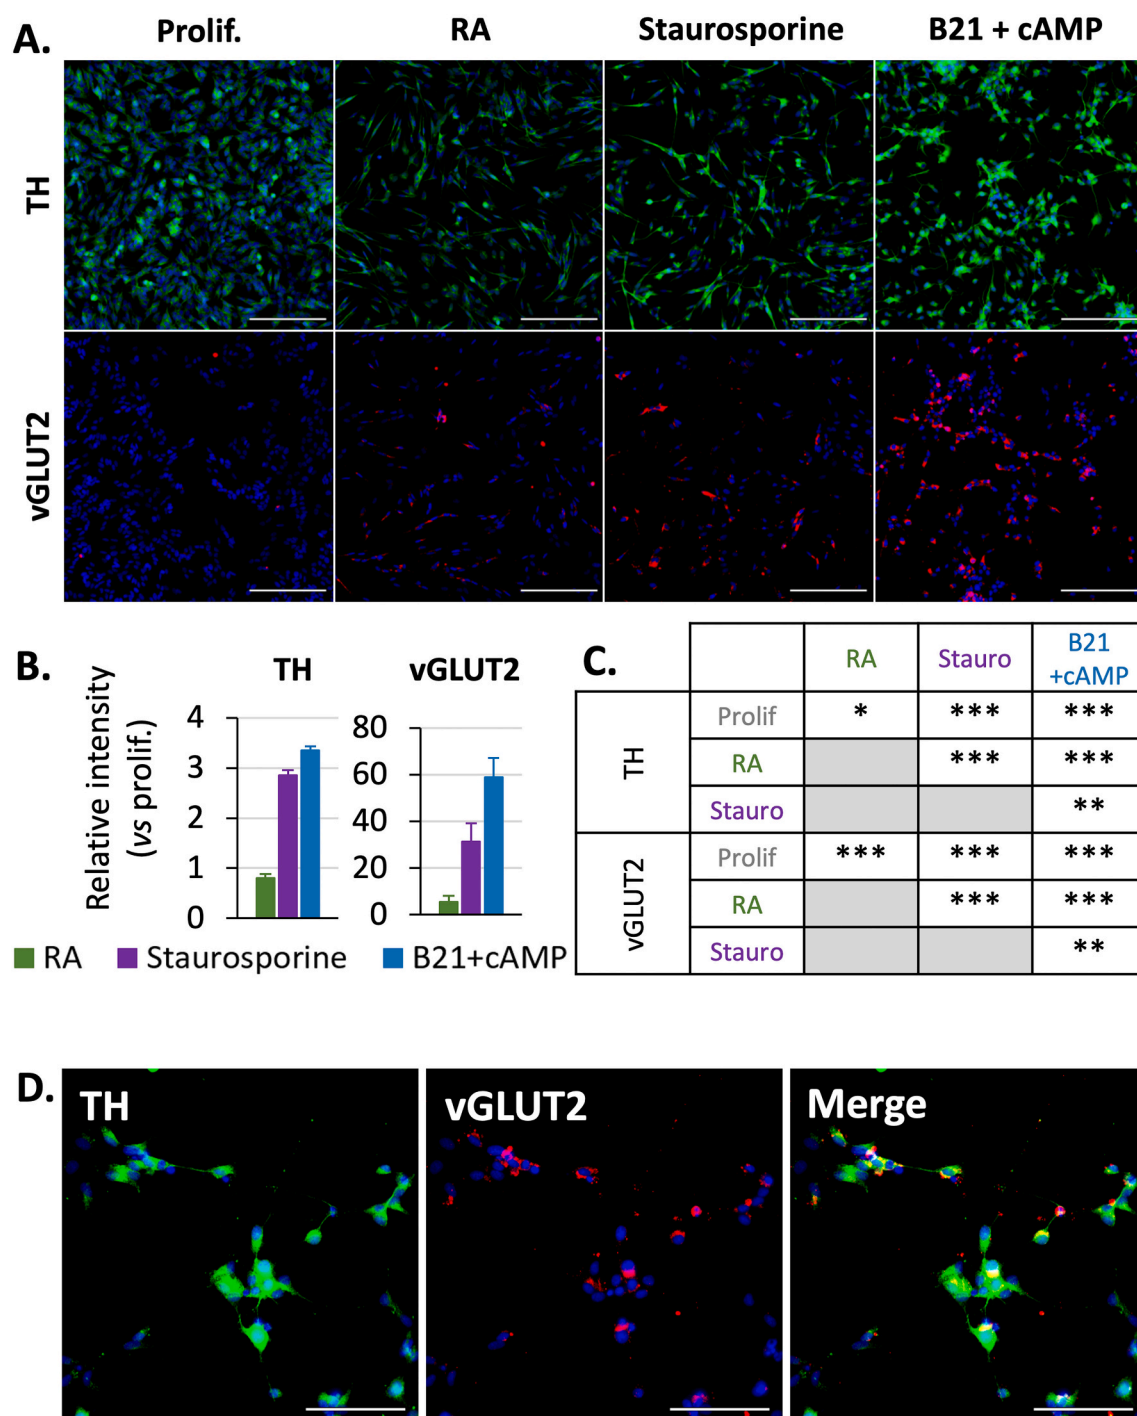 A.
Prolif.
RA
Staurosporine
B21 + cAMP
TH
vGLUT2
B.
Relative intensity
(vs prolif.)
TH
4
3
2
1
0
vGLUT2
80
60
40
20
0
RA
Staurosporine
B21+cAMP
C.
RA
Stauro
B21
+cAMP
TH
Prolif
*
***
***
RA
***
***
Stauro
**
vGLUT2
Prolif
***
***
***
RA
***
***
Stauro
**
D.
TH
vGLUT2
Merge